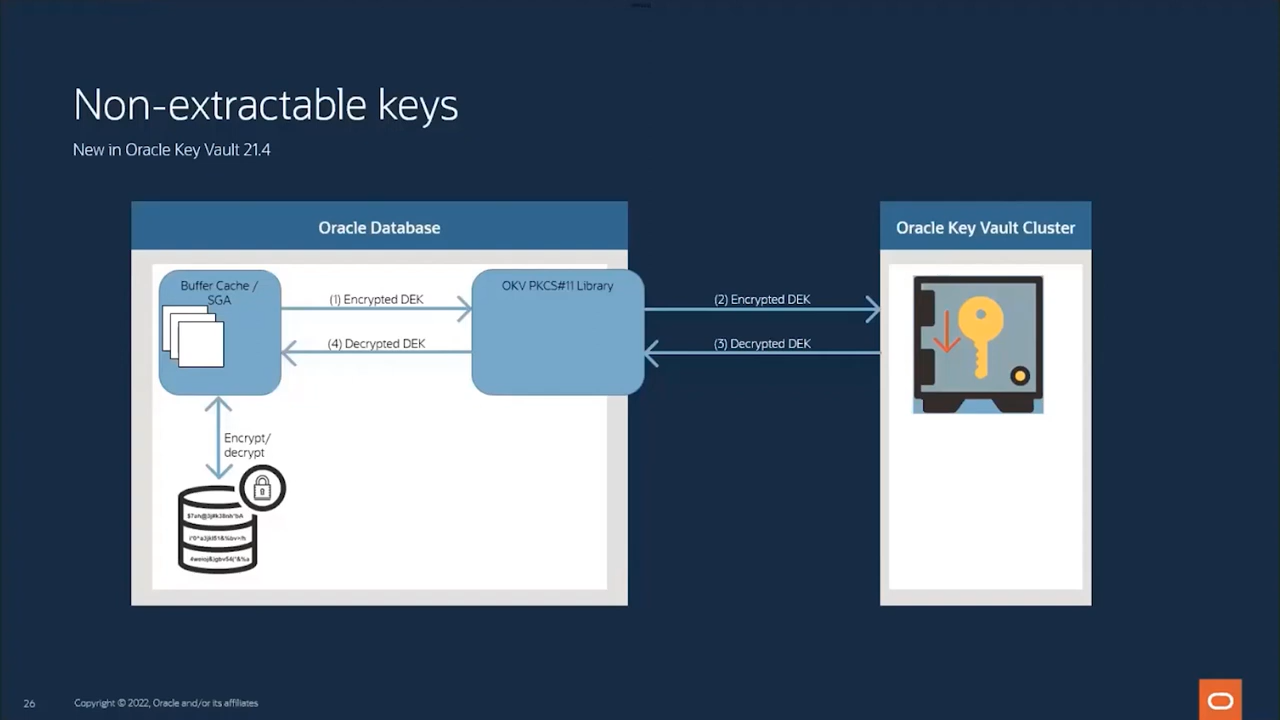 Non-extractable keys
New in Oracle Key Vault 21.4
Oracle Database
Oracle Key Vault Cluster
Buffer Cache /
SGA
(1) Encrypted DEK
OKV PKCS#11 Library
(2) Encrypted DEK
(4) Decrypted DEK
(3) Decrypted DEK
Encrypt/
decrypt
26
Copyright © 2022, Oracle and/or its affiliates